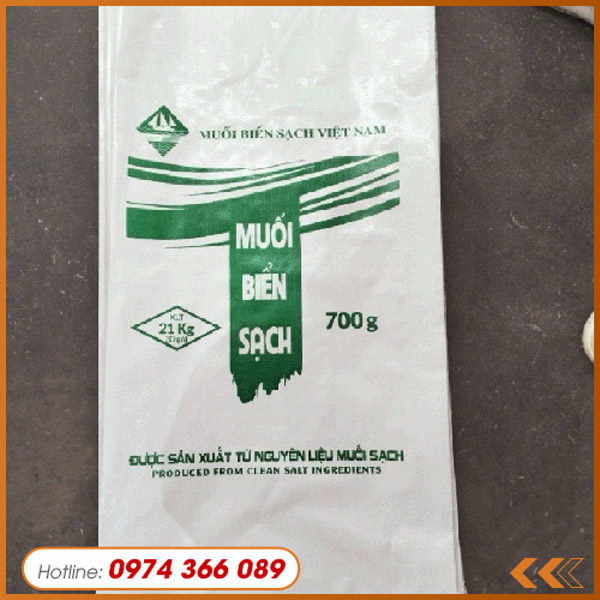 MUỐI BIỂN SẠCH VIỆT NAM
MUỐI
BIỂN
SẠCH
KLT
21 Kg
700 g
ĐƯỢC SẢN XUẤT TỪ NGUYÊN LIỆU MUỐI SẠCH
PRODUCED FROM CLEAN SALT INGREDIENTS
Hotline: 0974 366 089